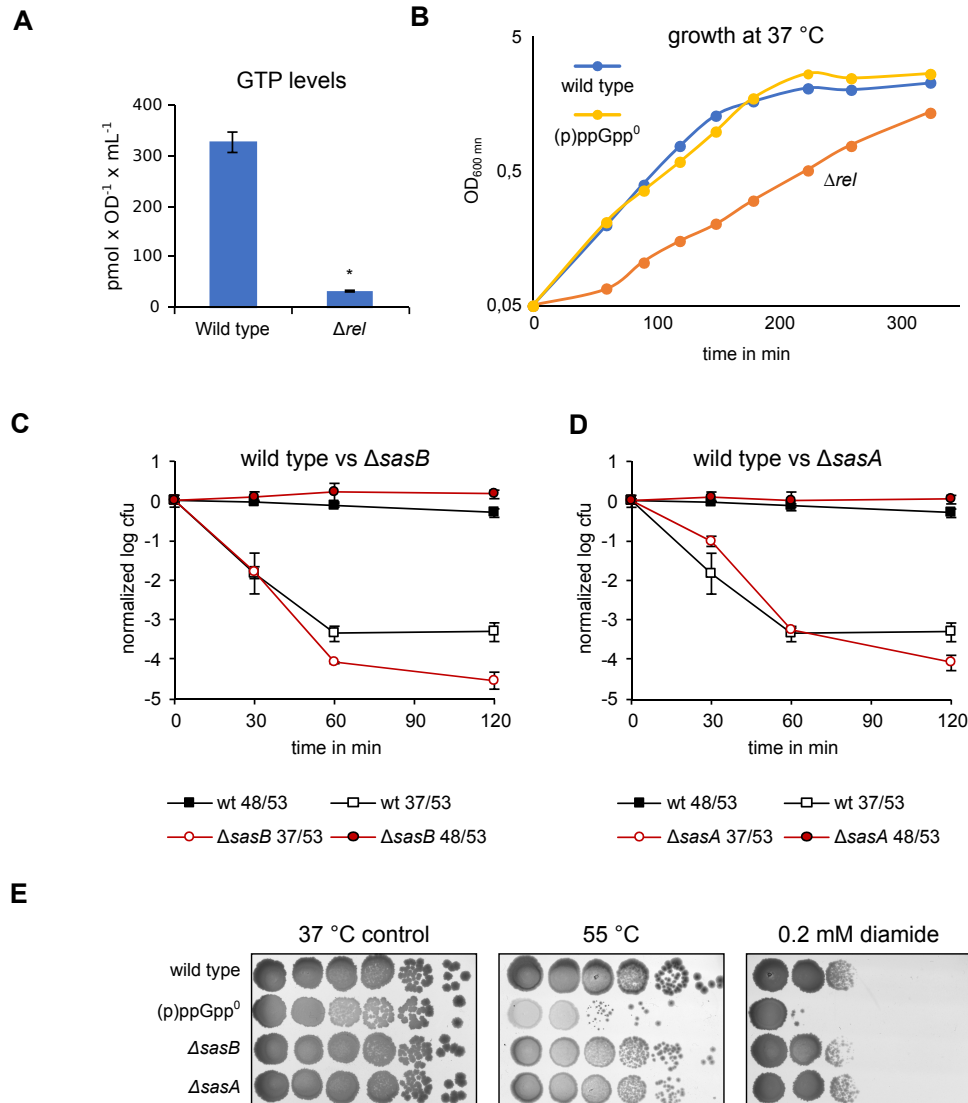 A
GTP levels
pmol x OD-1 x mL-1
400
300
200
100
0
*
Wild type
Δrel
B
growth at 37 °C
wild type
(p)ppGpp0
Δrel
OD600 mn
5
0,5
0,05
0
100
200
300
time in min
C
wild type vs ΔsasB
normalized log cfu
1
0
-1
-2
-3
-4
-5
0 30 60 90 120
time in min
wt 48/53 wt 37/53
ΔsasB 37/53 ΔsasB 48/53
D
wild type vs ΔsasA
normalized log cfu
1
0
-1
-2
-3
-4
-5
0 30 60 90 120
time in min
wt 48/53 wt 37/53
ΔsasA 37/53 ΔsasA 48/53
E
37 °C control 55 °C 0.2 mM diamide
wild type
(p)ppGpp0
ΔsasB
ΔsasA